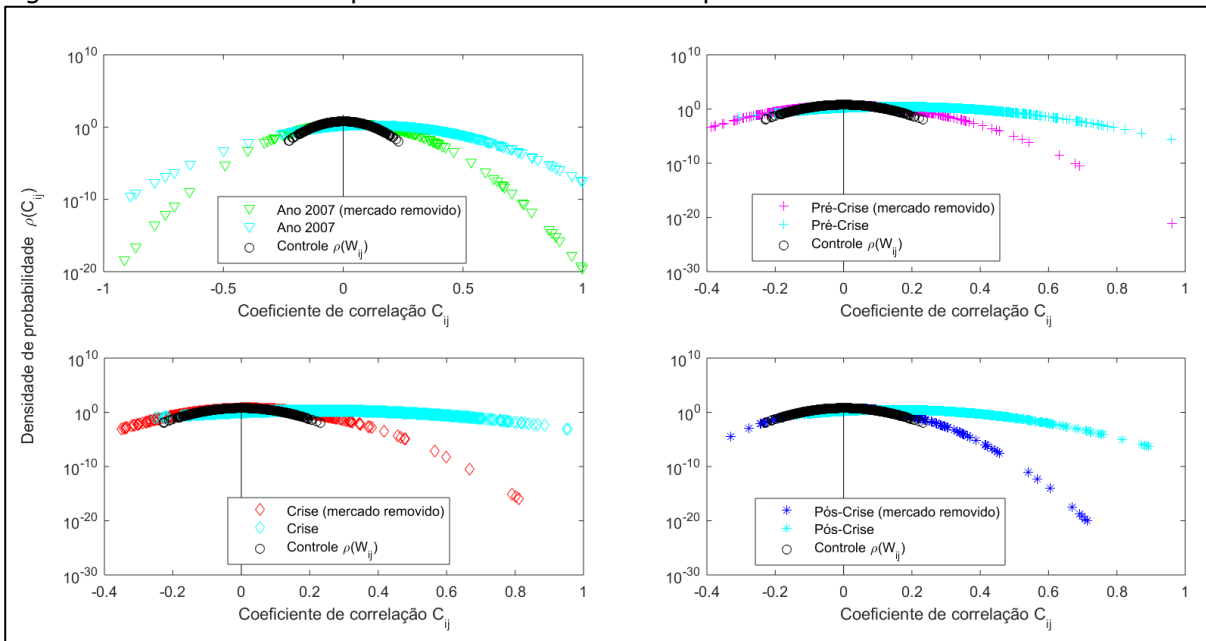 Densidade de probabilidade ρ(C_ij)
10^10
10^0
10^-10
10^-20
-1 -0.5 0 0.5 1
Coeficiente de correlação C_ij
Ano 2007 (mercado removido)
Ano 2007
Controle ρ(W_ij)
10^10
10^0
10^-10
10^-20
10^-30
-0.4 -0.2 0 0.2 0.4 0.6 0.8 1
Coeficiente de correlação C_ij
Pré-Crise (mercado removido)
Pré-Crise
Controle ρ(W_ij)
10^10
10^0
10^-10
10^-20
10^-30
-0.4 -0.2 0 0.2 0.4 0.6 0.8 1
Coeficiente de correlação C_ij
Crise (mercado removido)
Crise
Controle ρ(W_ij)
10^10
10^0
10^-10
10^-20
10^-30
-0.4 -0.2 0 0.2 0.4 0.6 0.8 1
Coeficiente de correlação C_ij
Pós-Crise (mercado removido)
Pós-Crise
Controle ρ(W_ij)